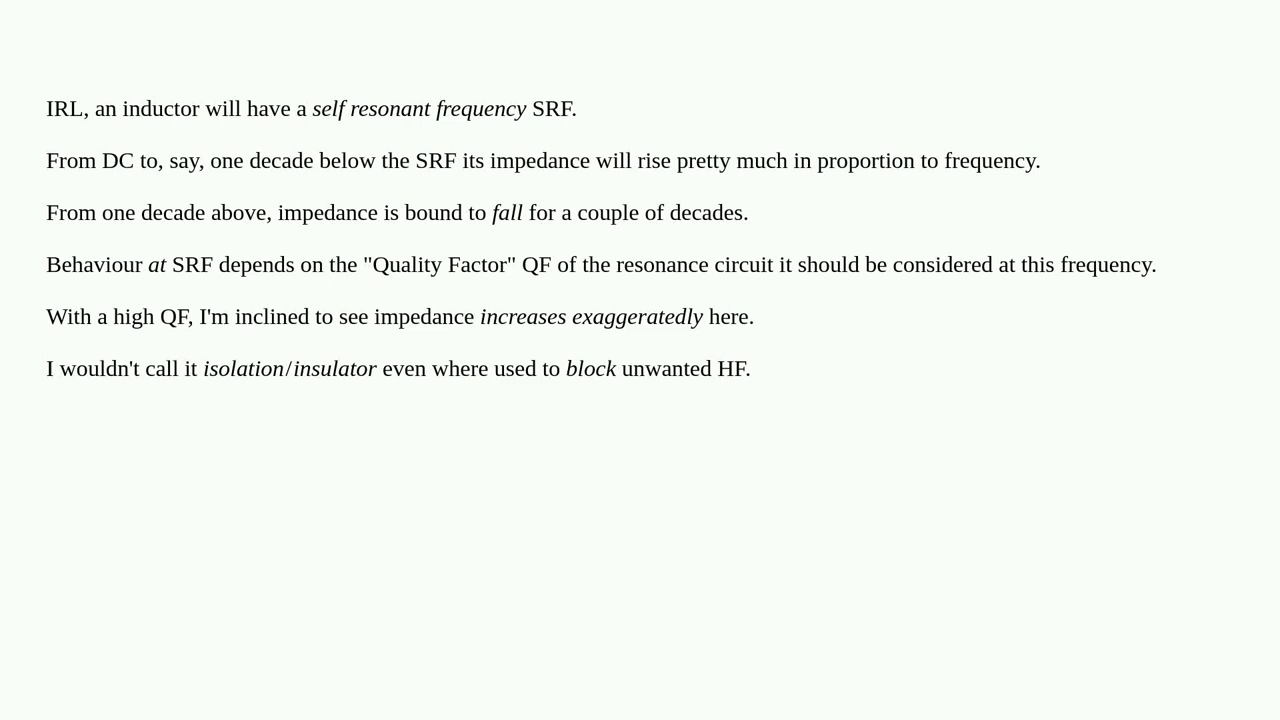 IRL, an inductor will have a self resonant frequency SRF.
From DC to, say, one decade below the SRF its impedance will rise pretty much in proportion to frequency.
From one decade above, impedance is bound to fall for a couple of decades.
Behaviour at SRF depends on the "Quality Factor" QF of the resonance circuit it should be considered at this frequency.
With a high QF, I'm inclined to see impedance increases exaggeratedly here.
I wouldn't call it isolation/insulator even where used to block unwanted HF.